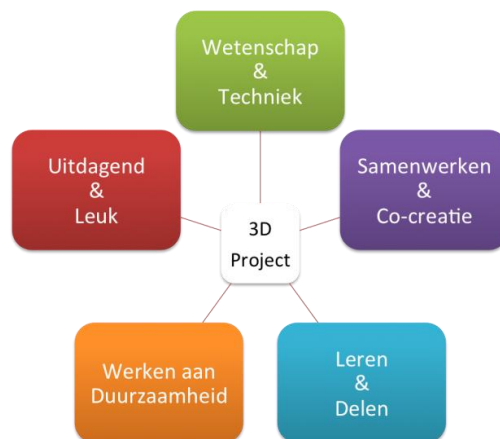 Wetenschap
&
Techniek
Uitdagend
&
Leuk
Samenwerken
&
Co-creatie
3D
Project
Werken aan
Duurzaamheid
Leren
&
Delen